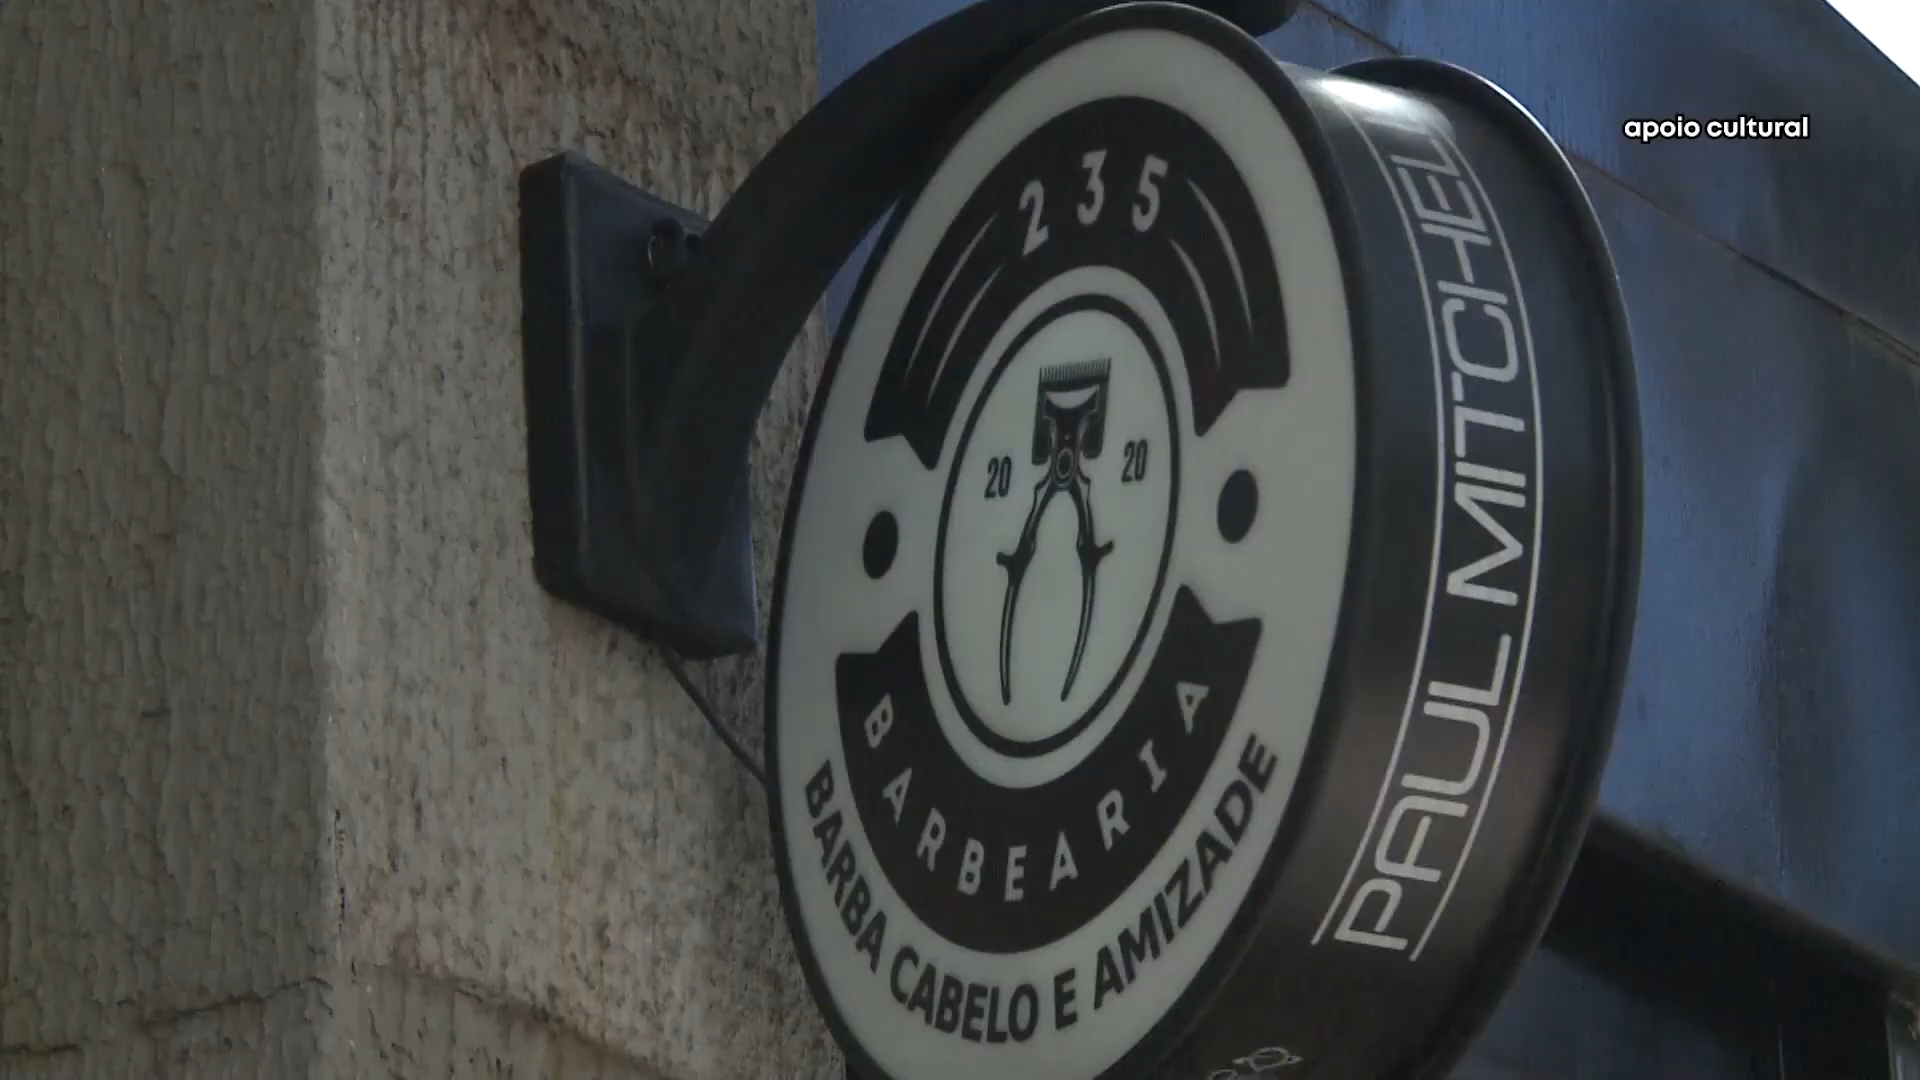 apoio cultural
235
20 20
BARBEARIA
BARBA CABELO E AMIZADE
PAUL MITCHELL